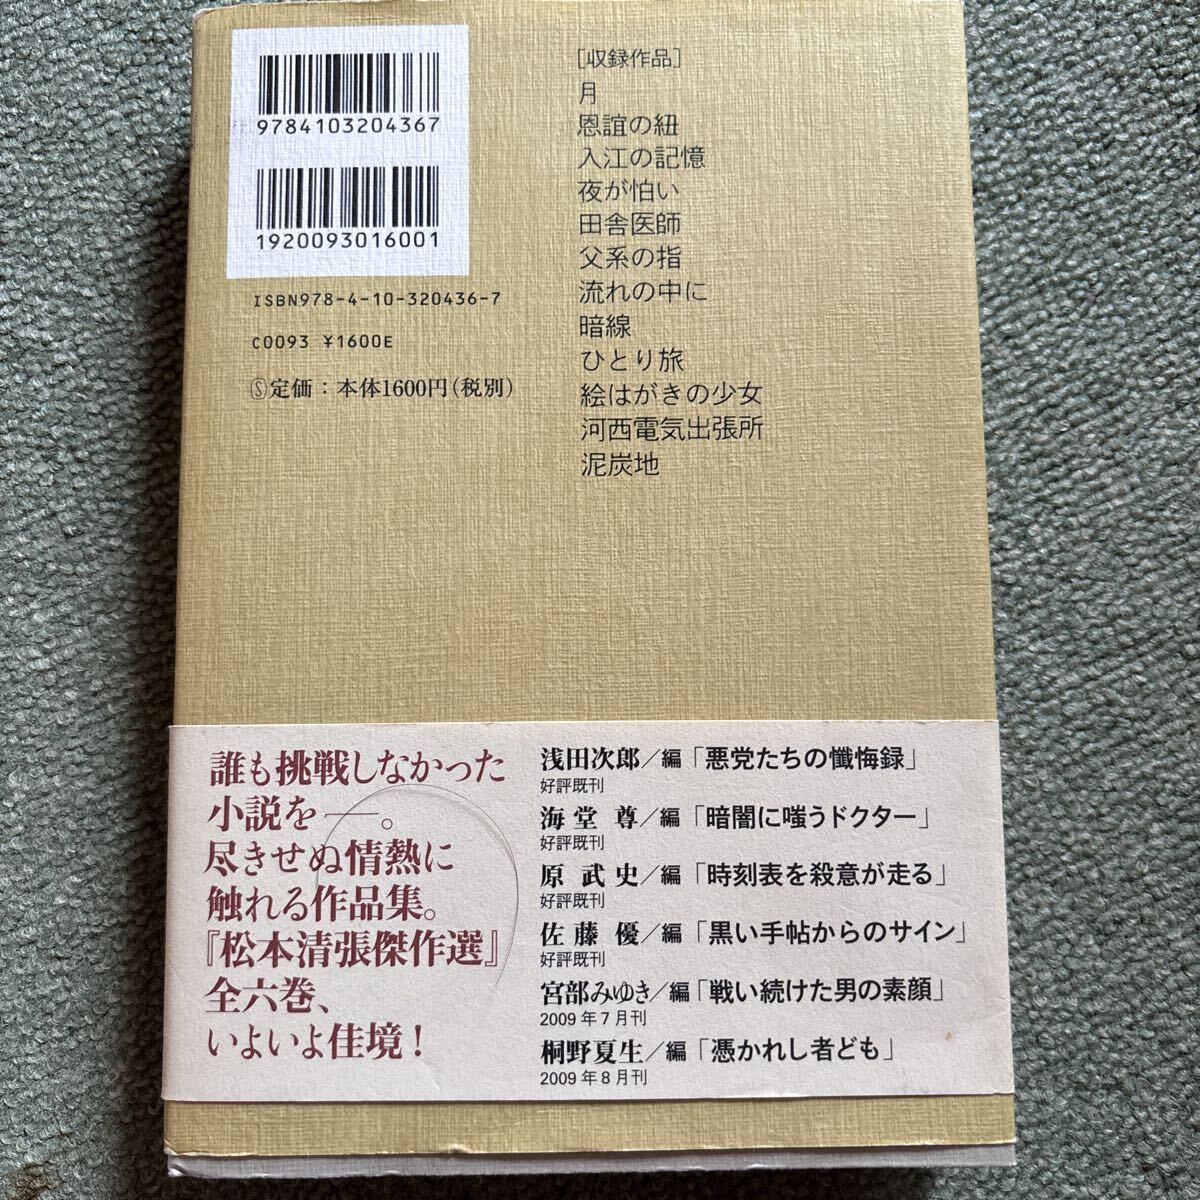 9784103204367
1920093016001
ISBN978-4-10-320436-7
C0093 ¥1600E
Ⓢ定価：本体1600円（税別）
［収録作品］
月
恩誼の紐
入江の記憶
夜が怕い
田舎医師
父系の指
流れの中に
暗線
ひとり旅
絵はがきの少女
河西電気出張所
泥炭地
誰も挑戦しなかった
小説を──。
尽きせぬ情熱に
触れる作品集。
『松本清張傑作選』
全六巻、
いよいよ佳境！
浅田次郎／編「悪党たちの懺悔録」
好評既刊
海堂 尊／編「暗闇に嗤うドクター」
好評既刊
原 武史／編「時刻表を殺意が走る」
好評既刊
佐藤 優／編「黒い手帖からのサイン」
好評既刊
宮部みゆき／編「戦い続けた男の素顔」
2009年7月刊
桐野夏生／編「憑かれし者ども」
2009年8月刊